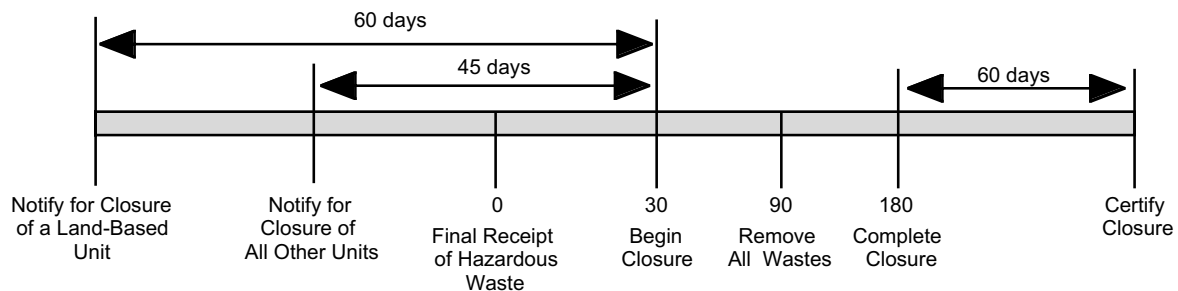 60 days
45 days
60 days
Notify for Closure
of a Land-Based
Unit
Notify for
Closure of
All Other Units
0
Final Receipt
of Hazardous
Waste
30
Begin
Closure
90
Remove
All Wastes
180
Complete
Closure
Certify
Closure